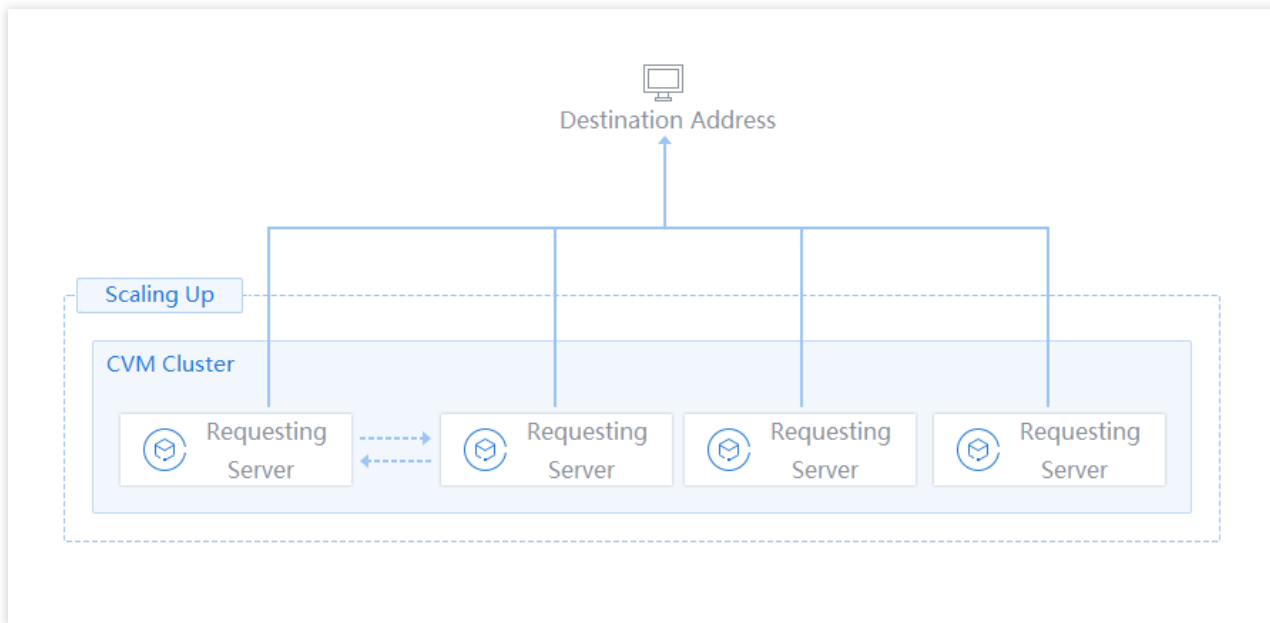 Destination Address
Scaling Up
CVM Cluster
Requesting
Server
Requesting
Server
Requesting
Server
Requesting
Server